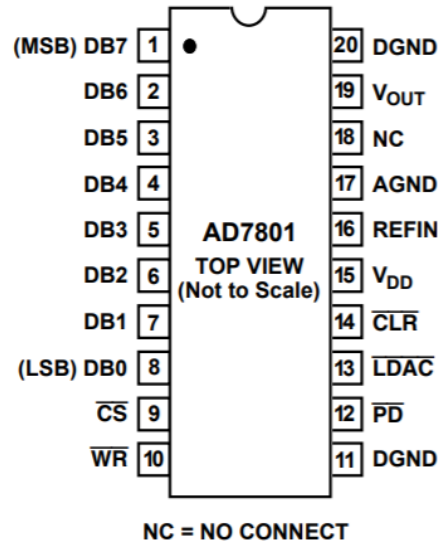 (MSB) DB7 1 20 DGND
DB6 2 19 VOUT
DB5 3 18 NC
DB4 4 17 AGND
DB3 5 16 REFIN
DB2 6 15 VDD
DB1 7 14 CLR
(LSB) DB0 8 13 LDAC
CS 9 12 PD
WR 10 11 DGND
AD7801
TOP VIEW
(Not to Scale)
NC = NO CONNECT